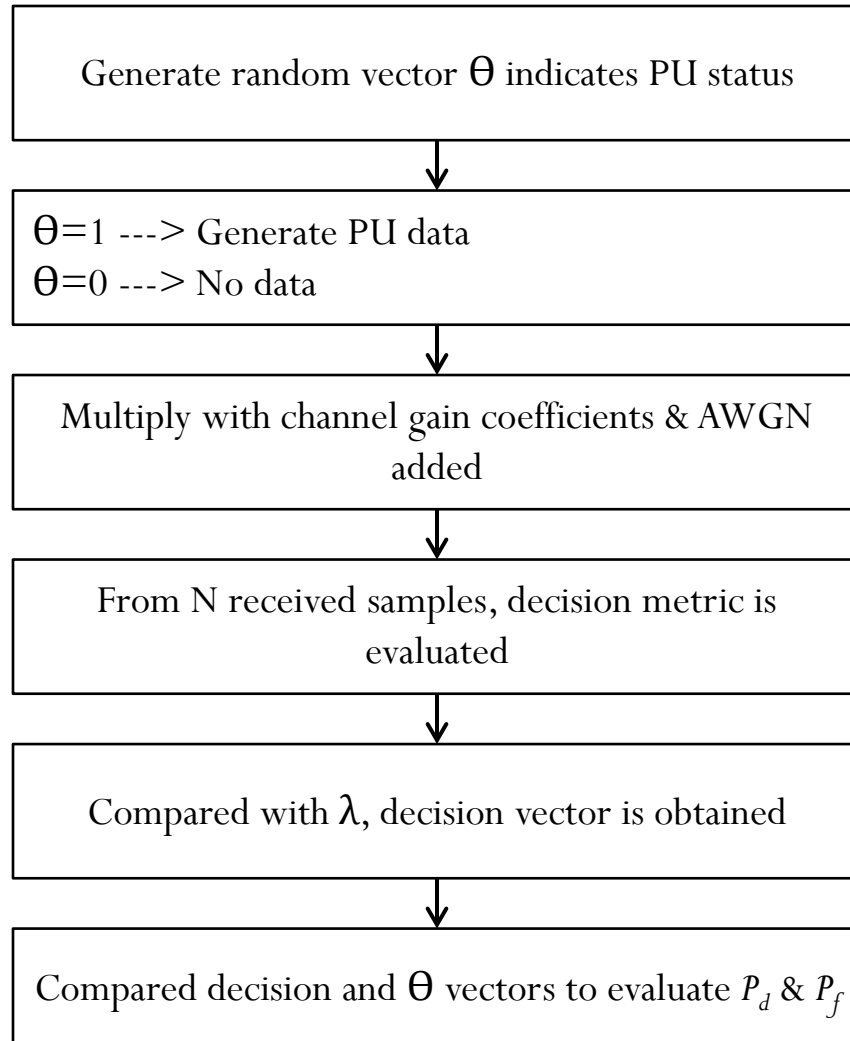 Generate random vector Θ indicates PU status
Θ=1 ---> Generate PU data
Θ=0 ---> No data
Multiply with channel gain coefficients & AWGN
added
From N received samples, decision metric is
evaluated
Compared with λ, decision vector is obtained
Compared decision and Θ vectors to evaluate P_d & P_f